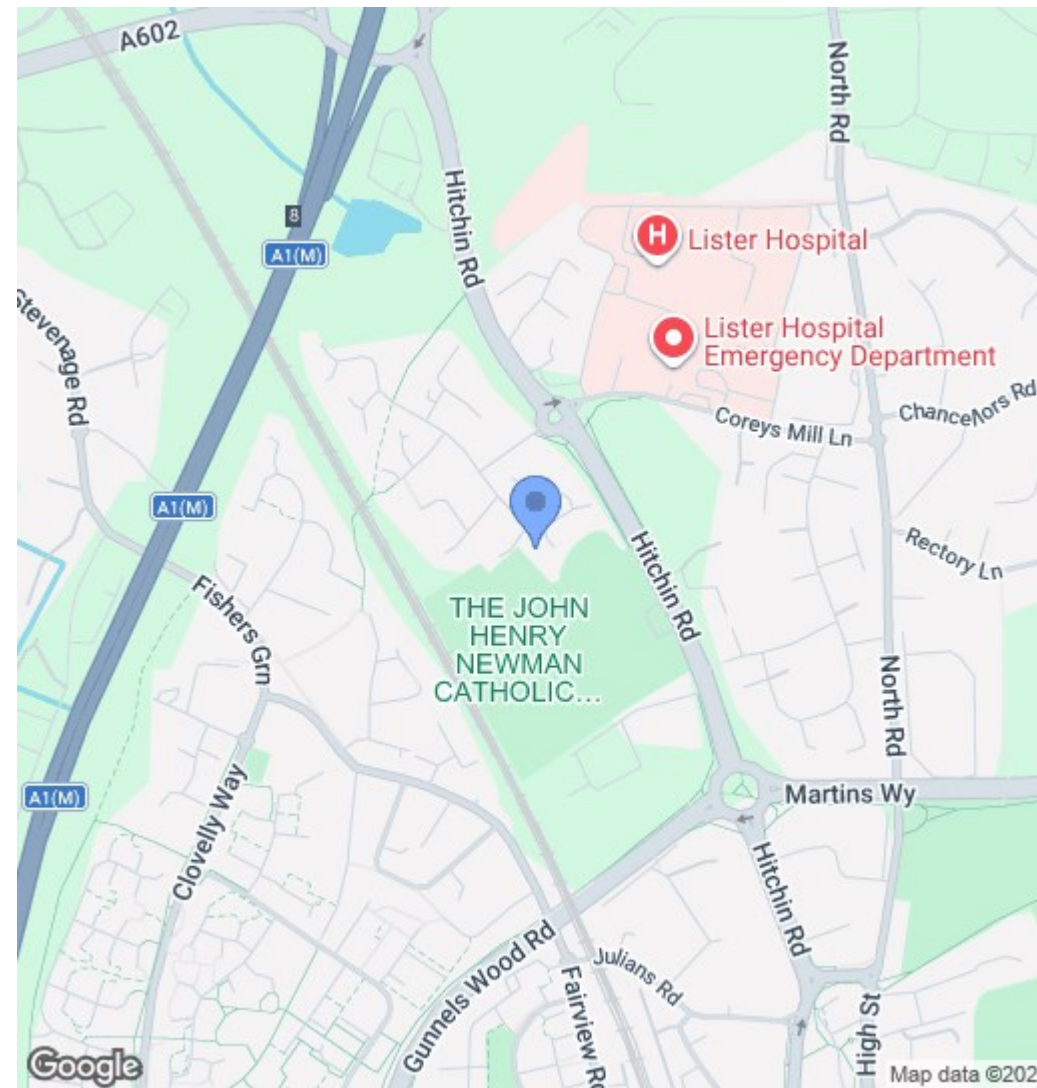 A602
North Rd
Hitchin Rd
8
A1(M)
H
Lister Hospital
Lister Hospital
Emergency Department
Stevenage Rd
Chancellors Rd
Coreys Mill Ln
A1(M)
Hitchin Rd
Rectory Ln
Fishers Grn
THE JOHN
HENRY
NEWMAN
CATHOLIC...
North Rd
A1(M)
Martins Wy
Clovelly Way
Hitchin Rd
Gunnels Wood Rd
Julians Rd
Fairview Rd
High St
Google
Map data ©202